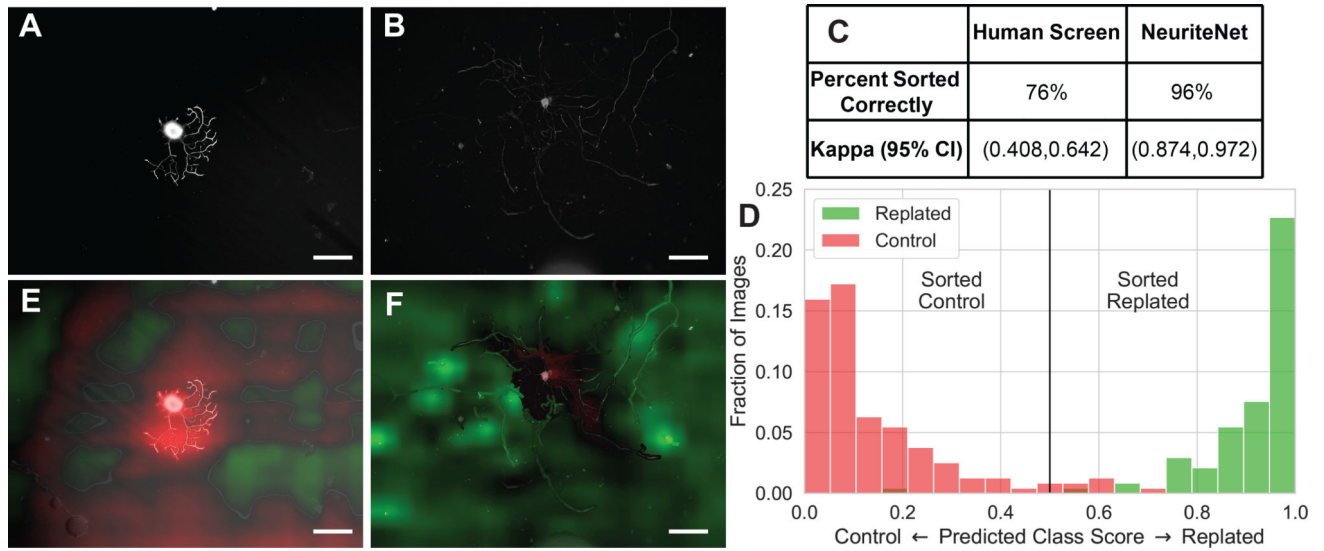 A
B
C
Human Screen
NeuriteNet
Percent Sorted
Correctly
76%
96%
Kappa (95% CI)
(0.408,0.642)
(0.874,0.972)
D
0.25
0.20
0.15
0.10
0.05
0.00
Fraction of Images
Replated
Control
Sorted
Control
Sorted
Replated
0.0
0.2
0.4
0.6
0.8
1.0
Control ← Predicted Class Score → Replated
E
F